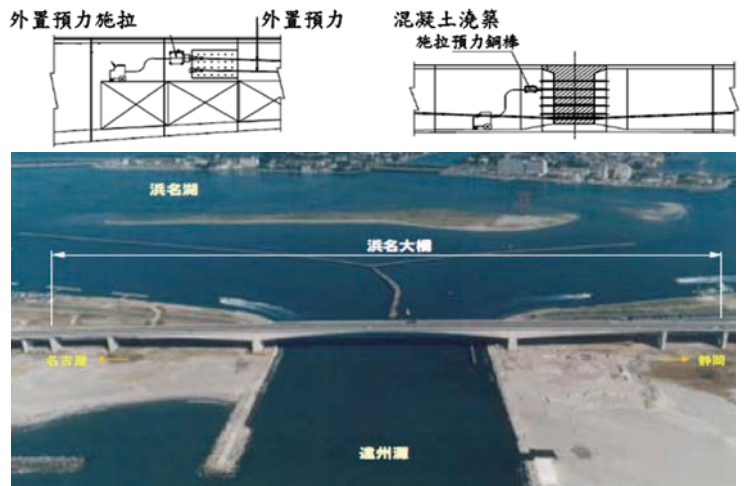 外置預力施拉
外置預力
混凝土澆築
施拉預力鋼棒
浜名湖
浜名大橋
名古屋
静岡
遠州灘